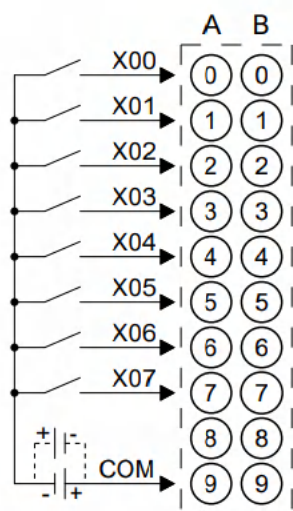 A B
X00 0 0
X01 1 1
X02 2 2
X03 3 3
X04 4 4
X05 5 5
X06 6 6
X07 7 7
8 8
+ -
COM 9 9
- +